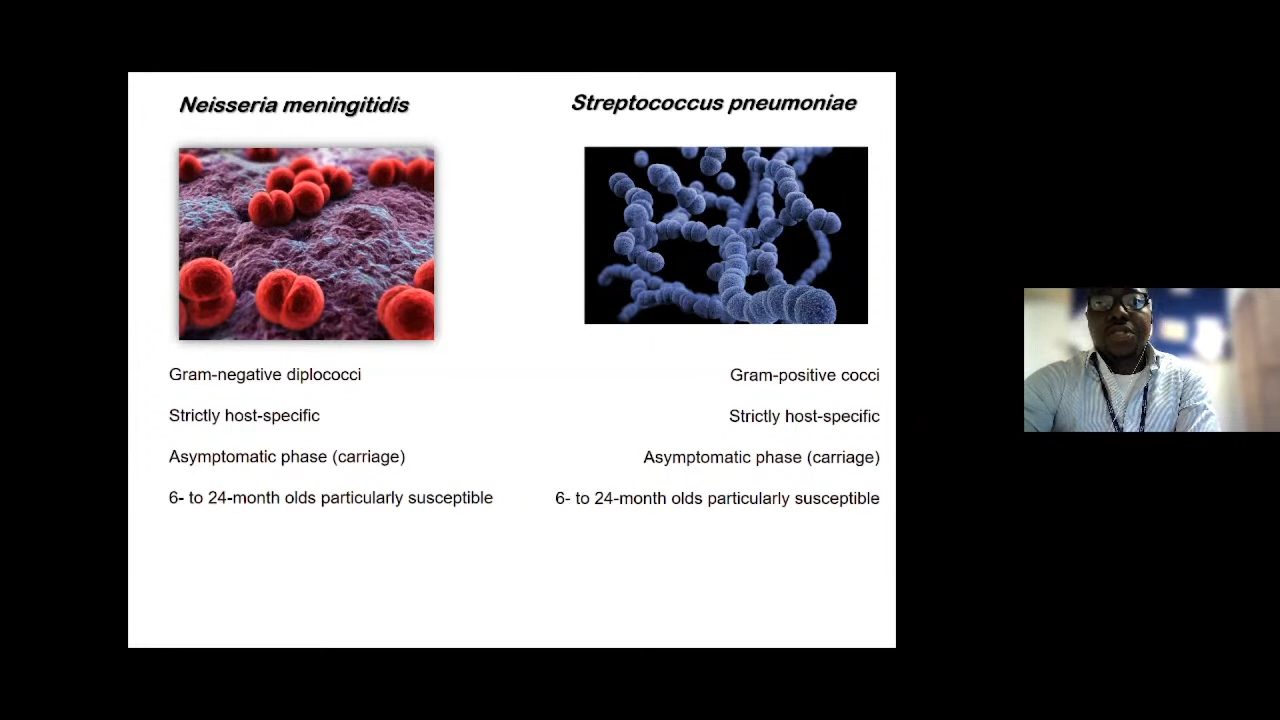 Neisseria meningitidis
Gram-negative diplococci
Strictly host-specific
Asymptomatic phase (carriage)
6- to 24-month olds particularly susceptible
Streptococcus pneumoniae
Gram-positive cocci
Strictly host-specific
Asymptomatic phase (carriage)
6- to 24-month olds particularly susceptible